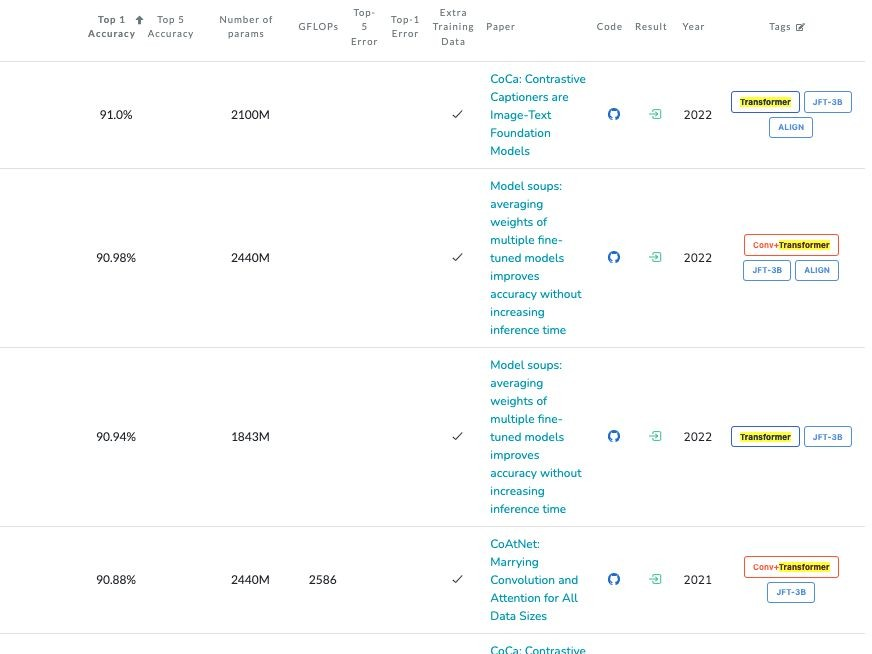 Top 1 Accuracy Top 5 Accuracy Number of params GFLOPs Top-5 Error Top-1 Error Extra Training Data Paper Code Result Year Tags
91.0% 2100M ✓ CoCa: Contrastive Captioners are Image-Text Foundation Models 2022 Transformer JFT-3B ALIGN
90.98% 2440M ✓ Model soups: averaging weights of multiple fine-tuned models improves accuracy without increasing inference time 2022 Conv+Transformer JFT-3B ALIGN
90.94% 1843M ✓ Model soups: averaging weights of multiple fine-tuned models improves accuracy without increasing inference time 2022 Transformer JFT-3B
90.88% 2440M 2586 ✓ CoAtNet: Marrying Convolution and Attention for All Data Sizes 2021 Conv+Transformer JFT-3B
CoCa: Contrastive